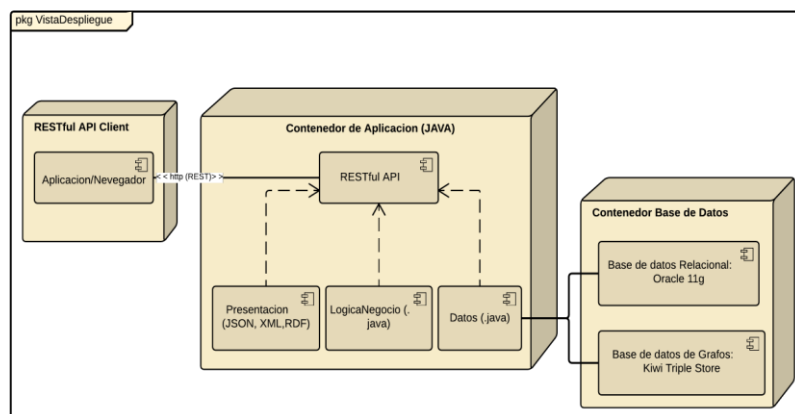 pkg VistaDespliegue
RESTful API Client
Aplicacion/Nevegador
< < http (REST)> >
Contenedor de Aplicacion (JAVA)
RESTful API
Presentacion
(JSON, XML,RDF)
LogicaNegocio (.
java)
Datos (.java)
Contenedor Base de Datos
Base de datos Relacional:
Oracle 11g
Base de datos de Grafos:
Kiwi Triple Store